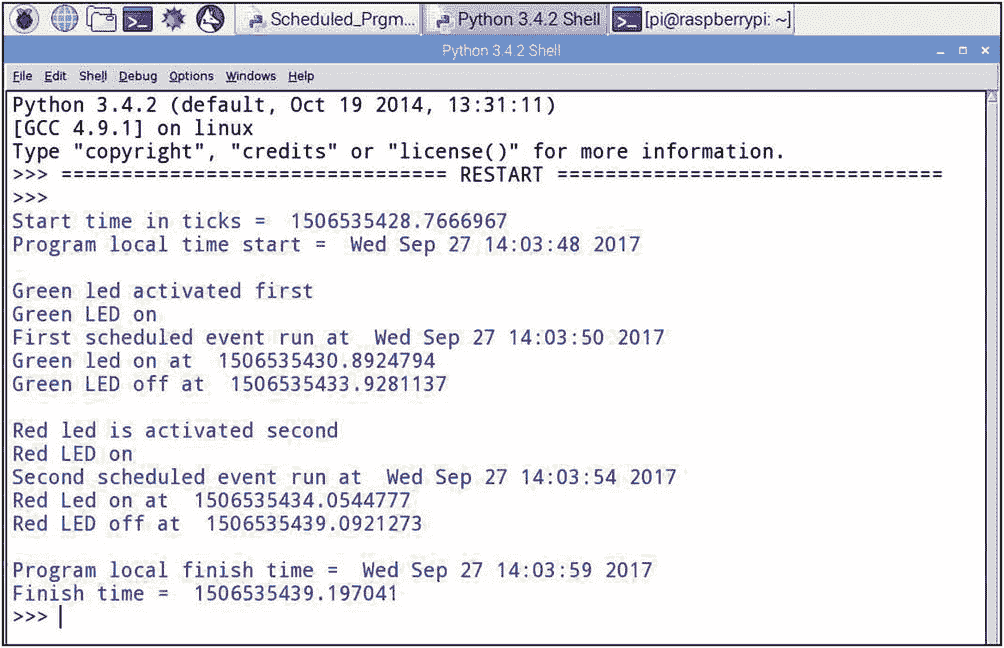 Scheduled_Prgm... Python 3.4.2 Shell [pi@raspberrypi: ~]
Python 3.4.2 Shell
File Edit Shell Debug Options Windows Help
Python 3.4.2 (default, Oct 19 2014, 13:31:11)
[GCC 4.9.1] on linux
Type "copyright", "credits" or "license()" for more information.
>>> ================================ RESTART ================================
>>>
Start time in ticks =  1506535428.7666967
Program local time start =  Wed Sep 27 14:03:48 2017

Green led activated first
Green LED on
First scheduled event run at  Wed Sep 27 14:03:50 2017
Green led on at  1506535430.8924794
Green LED off at  1506535433.9281137

Red led is activated second
Red LED on
Second scheduled event run at  Wed Sep 27 14:03:54 2017
Red Led on at  1506535434.0544777
Red LED off at  1506535439.0921273

Program local finish time =  Wed Sep 27 14:03:59 2017
Finish time =  1506535439.197041
>>>